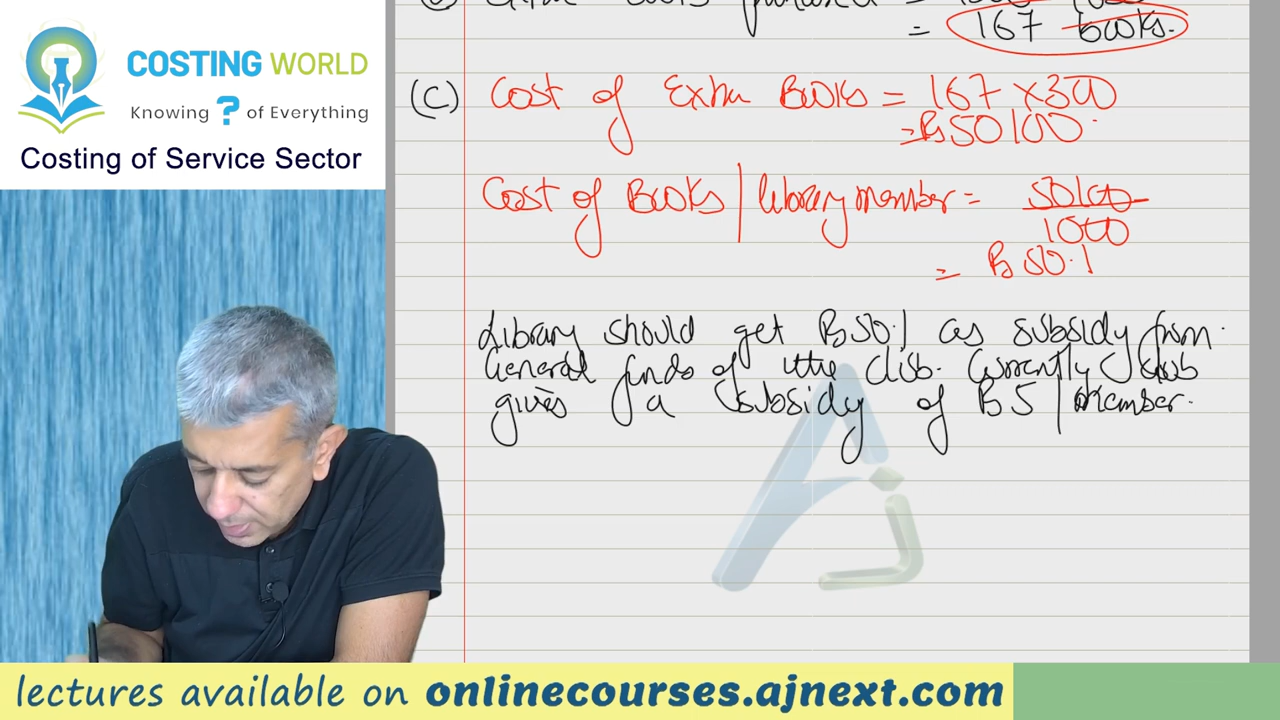 COSTING WORLD
Knowing ? of Everything
Costing of Service Sector
= 167 books.
(C) Cost of Extra Books = 167 x 300
= Rs 50100.
Cost of Books / library member = 50100
1000
= Rs 50.1
Library should get Rs 50.1 as subsidy from
General funds of the Club. Currently Club
gives a subsidy of Rs 5 / member.
lectures available on onlinecourses.ajnext.com